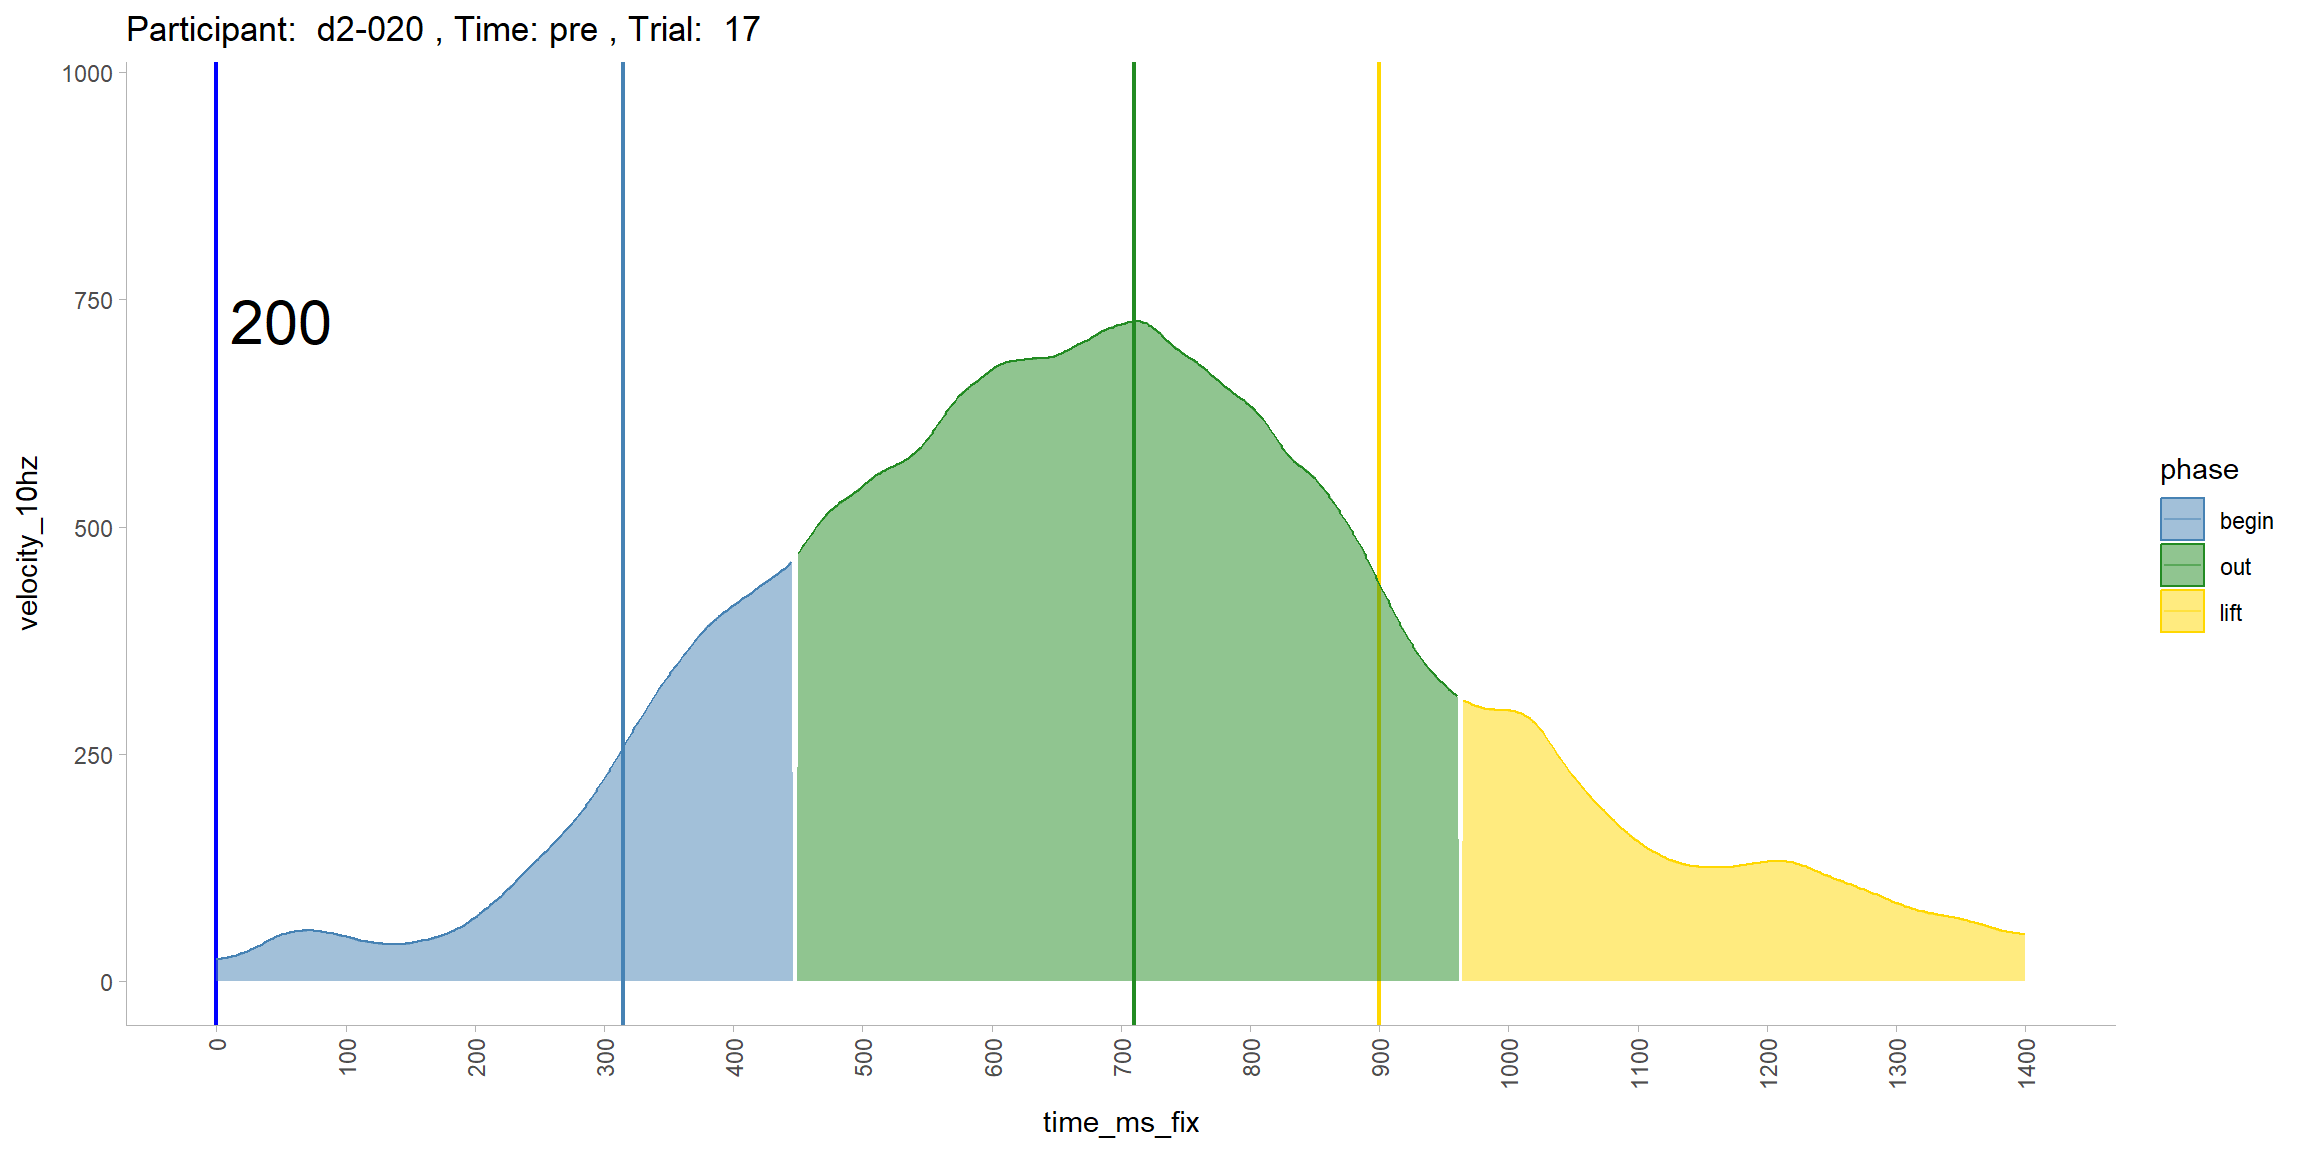 Participant:  d2-020 , Time: pre , Trial:  17
1000
750
500
250
0
200
velocity_10hz
0 100 200 300 400 500 600 700 800 900 1000 1100 1200 1300 1400
time_ms_fix
phase
begin
out
lift